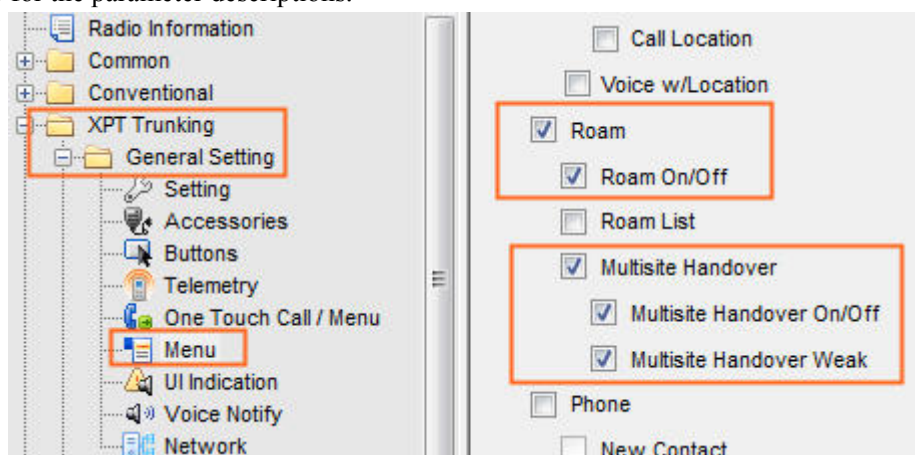 for the parameter descriptions.
Radio Information
Common
Conventional
XPT Trunking
General Setting
Setting
Accessories
Buttons
Telemetry
One Touch Call / Menu
Menu
UI Indication
Voice Notify
Network
Call Location
Voice w/Location
Roam
Roam On/Off
Roam List
Multisite Handover
Multisite Handover On/Off
Multisite Handover Weak
Phone
New Contact